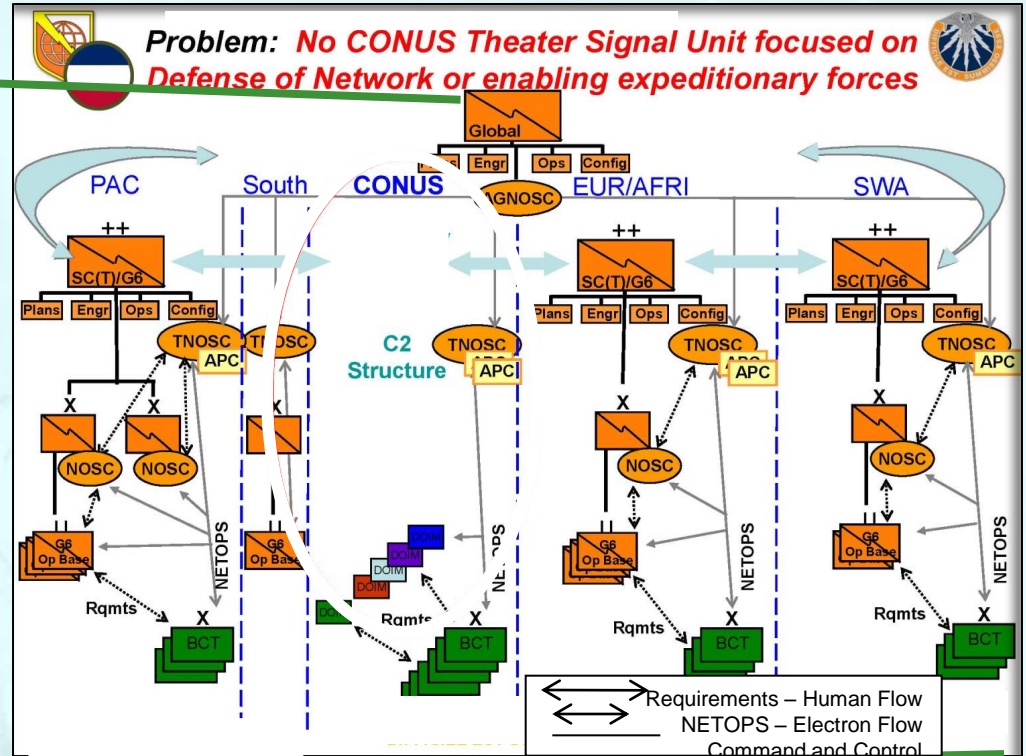 Problem: No CONUS Theater Signal Unit focused on
Defense of Network or enabling expeditionary forces
Global
Engr Ops Config
PAC South CONUS AGNOSC EUR/AFRI SWA
++ ++ ++
SC(T)/G6 SC(T)/G6 SC(T)/G6
Plans Engr Ops Config Plans Engr Ops Config Plans Engr Ops Config
TNOSC TNOSC C2 TNOSC TNOSC TNOSC
APC Structure APC APC APC
X X X X X
NOSC NOSC NOSC NOSC
G6 G6 G6 G6
Op Base Op Base Op Base Op Base
DOIM
DOIM
DOIM
DOIM
NETOPS NETOPS NETOPS
Rqmts Rqmts Rqmts Rqmts
X X X X
BCT BCT BCT BCT
Requirements – Human Flow
NETOPS – Electron Flow
Command and Control